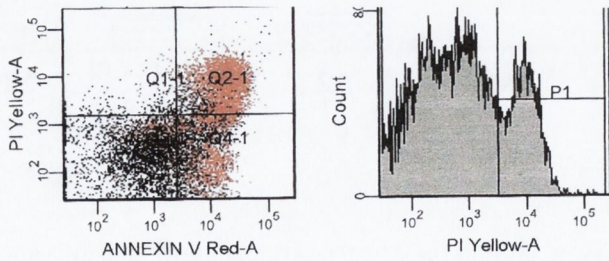 10^5
10^4
10^3
10^2
PI Yellow-A
Q1-1
Q2-1
Q4-1
10^2 10^3 10^4 10^5
ANNEXIN V Red-A
80
0
Count
P1
10^2 10^3 10^4 10^5
PI Yellow-A